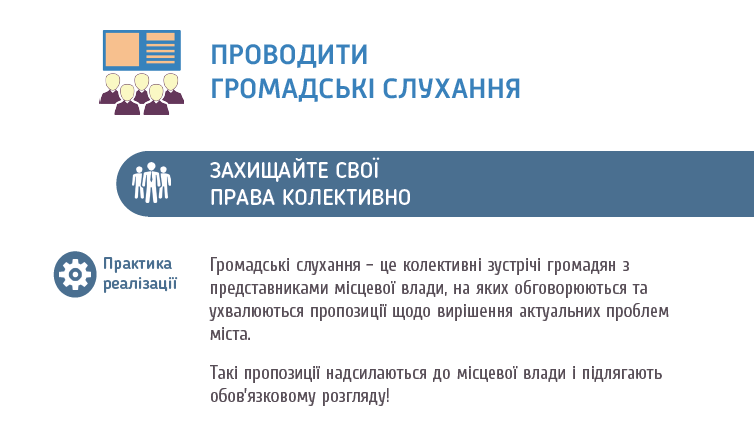 ПРОВОДИТИ
ГРОМАДСЬКІ СЛУХАННЯ
ЗАХИЩАЙТЕ СВОЇ
ПРАВА КОЛЕКТИВНО
Практика
реалізації
Громадські слухання – це колективні зустрічі громадян з
представниками місцевої влади, на яких обговорюються та
ухвалюються пропозиції щодо вирішення актуальних проблем
міста.
Такі пропозиції надсилаються до місцевої влади і підлягають
обов'язковому розгляду!